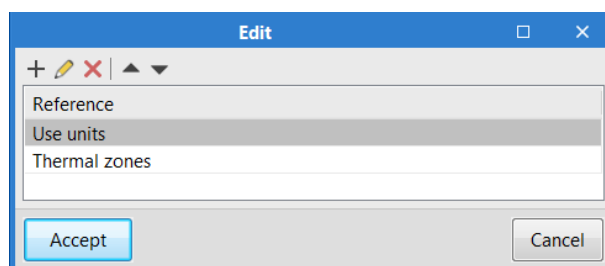 Edit
Reference
Use units
Thermal zones
Accept
Cancel